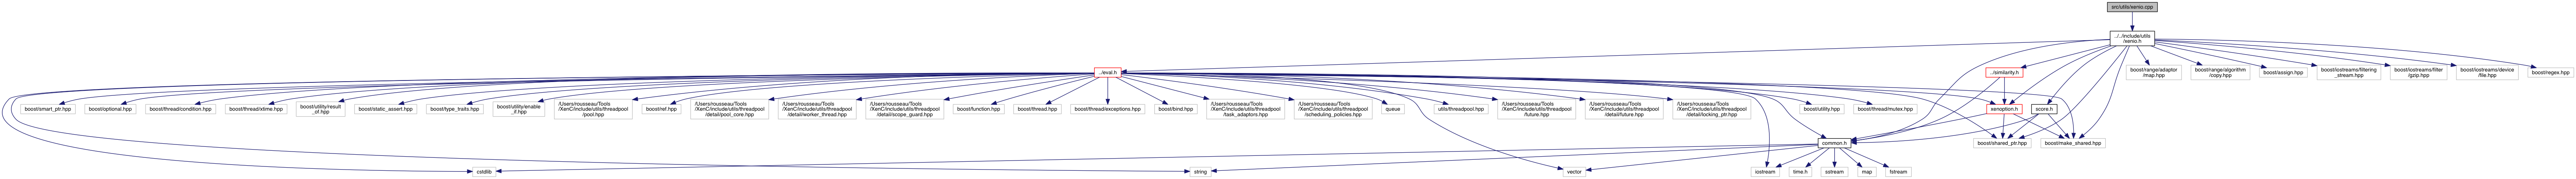 src/utils/xenio.cpp
../../include/utils
/xenio.h
../eval.h
../similarity.h
boost/range/adaptor
/map.hpp
boost/range/algorithm
/copy.hpp
boost/assign.hpp
boost/iostreams/filtering
_stream.hpp
boost/iostreams/filter
/gzip.hpp
boost/iostreams/device
/file.hpp
boost/regex.hpp
boost/smart_ptr.hpp
boost/optional.hpp
boost/thread/condition.hpp
boost/thread/xtime.hpp
boost/utility/result
_of.hpp
boost/static_assert.hpp
boost/type_traits.hpp
boost/utility/enable
_if.hpp
/Users/rousseau/Tools
/XenC/include/utils/threadpool
/pool.hpp
boost/ref.hpp
/Users/rousseau/Tools
/XenC/include/utils/threadpool
/detail/pool_core.hpp
/Users/rousseau/Tools
/XenC/include/utils/threadpool
/detail/worker_thread.hpp
/Users/rousseau/Tools
/XenC/include/utils/threadpool
/detail/scope_guard.hpp
boost/function.hpp
boost/thread.hpp
boost/thread/exceptions.hpp
boost/bind.hpp
/Users/rousseau/Tools
/XenC/include/utils/threadpool
/task_adaptors.hpp
/Users/rousseau/Tools
/XenC/include/utils/threadpool
/scheduling_policies.hpp
queue
utils/threadpool.hpp
/Users/rousseau/Tools
/XenC/include/utils/threadpool
/future.hpp
/Users/rousseau/Tools
/XenC/include/utils/threadpool
/detail/future.hpp
/Users/rousseau/Tools
/XenC/include/utils/threadpool
/detail/locking_ptr.hpp
boost/utility.hpp
boost/thread/mutex.hpp
xenoption.h
score.h
common.h
boost/shared_ptr.hpp
boost/make_shared.hpp
cstdlib
string
vector
iostream
time.h
sstream
map
fstream